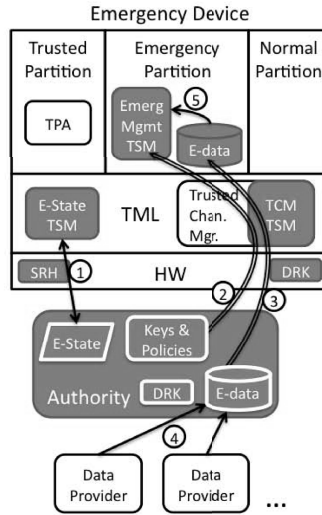 Emergency Device
Trusted
Partition
Emergency
Partition
Normal
Partition
TPA
Emerg
Mgmt
TSM
5
E-data
E-State
TSM
TML
Trusted
Chan.
Mgr.
TCM
TSM
SRH
1
HW
2
3
DRK
E-State
Keys &
Policies
Authority
DRK
E-data
4
Data
Provider
Data
Provider
...